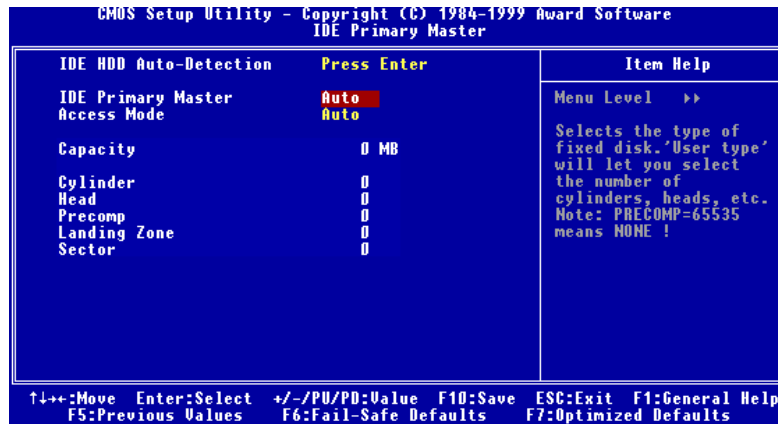 CMOS Setup Utility – Copyright (C) 1984–1999 Award Software
IDE Primary Master
IDE HDD Auto-Detection Press Enter
IDE Primary Master Auto
Access Mode Auto
Capacity 0 MB
Cylinder 0
Head 0
Precomp 0
Landing Zone 0
Sector 0
Item Help
Menu Level ▸▸
Selects the type of
fixed disk.'User type'
will let you select
the number of
cylinders, heads, etc.
Note: PRECOMP=65535
means NONE !
↑↓→←:Move Enter:Select +/-/PU/PD:Value F10:Save ESC:Exit F1:General Help
F5:Previous Values F6:Fail-Safe Defaults F7:Optimized Defaults